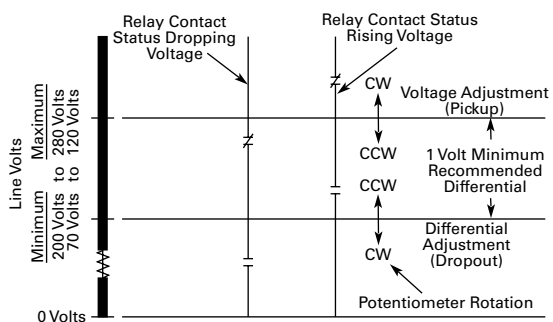 Relay Contact
Status Dropping
Voltage
Relay Contact Status
Rising Voltage
Line Volts
Maximum
280 Volts
120 Volts
to
to
Minimum
200 Volts
70 Volts
0 Volts
CW
CCW
CCW
CW
Voltage Adjustment
(Pickup)
1 Volt Minimum
Recommended
Differential
Differential
Adjustment
(Dropout)
Potentiometer Rotation